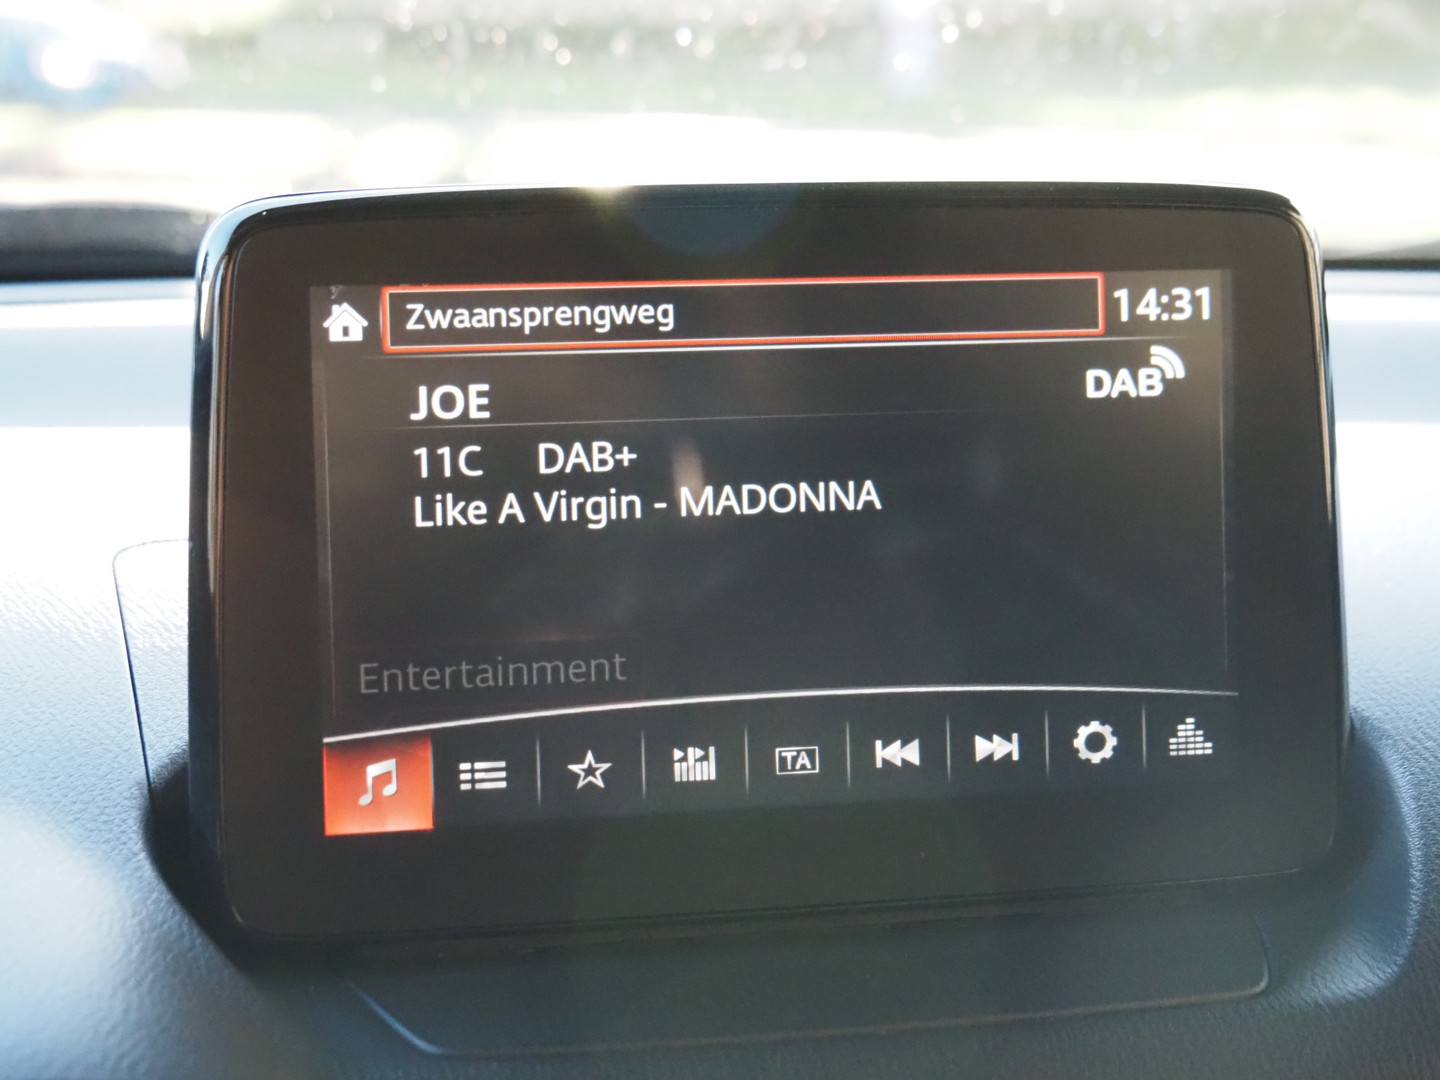 Zwaansprengweg
14:31
JOE
DAB
11C DAB+
Like A Virgin - MADONNA
Entertainment
TA